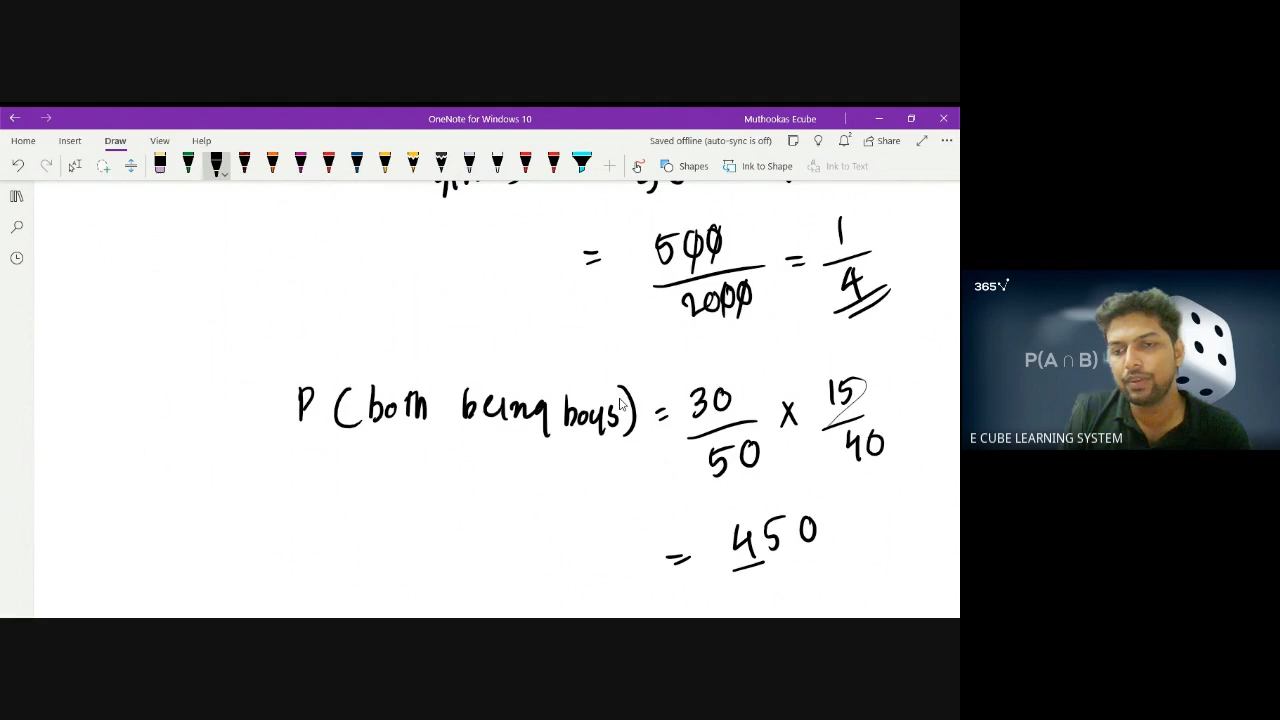 OneNote for Windows 10
Muthookas Ecube
Home Insert Draw View Help
Saved offline (auto-sync is off)
Share
Shapes
Ink to Shape
Ink to Text
= 500/2000 = 1/4
P (both being boys) = 30/50 x 15/40
= 450
365
P(A ∩ B)
E CUBE LEARNING SYSTEM